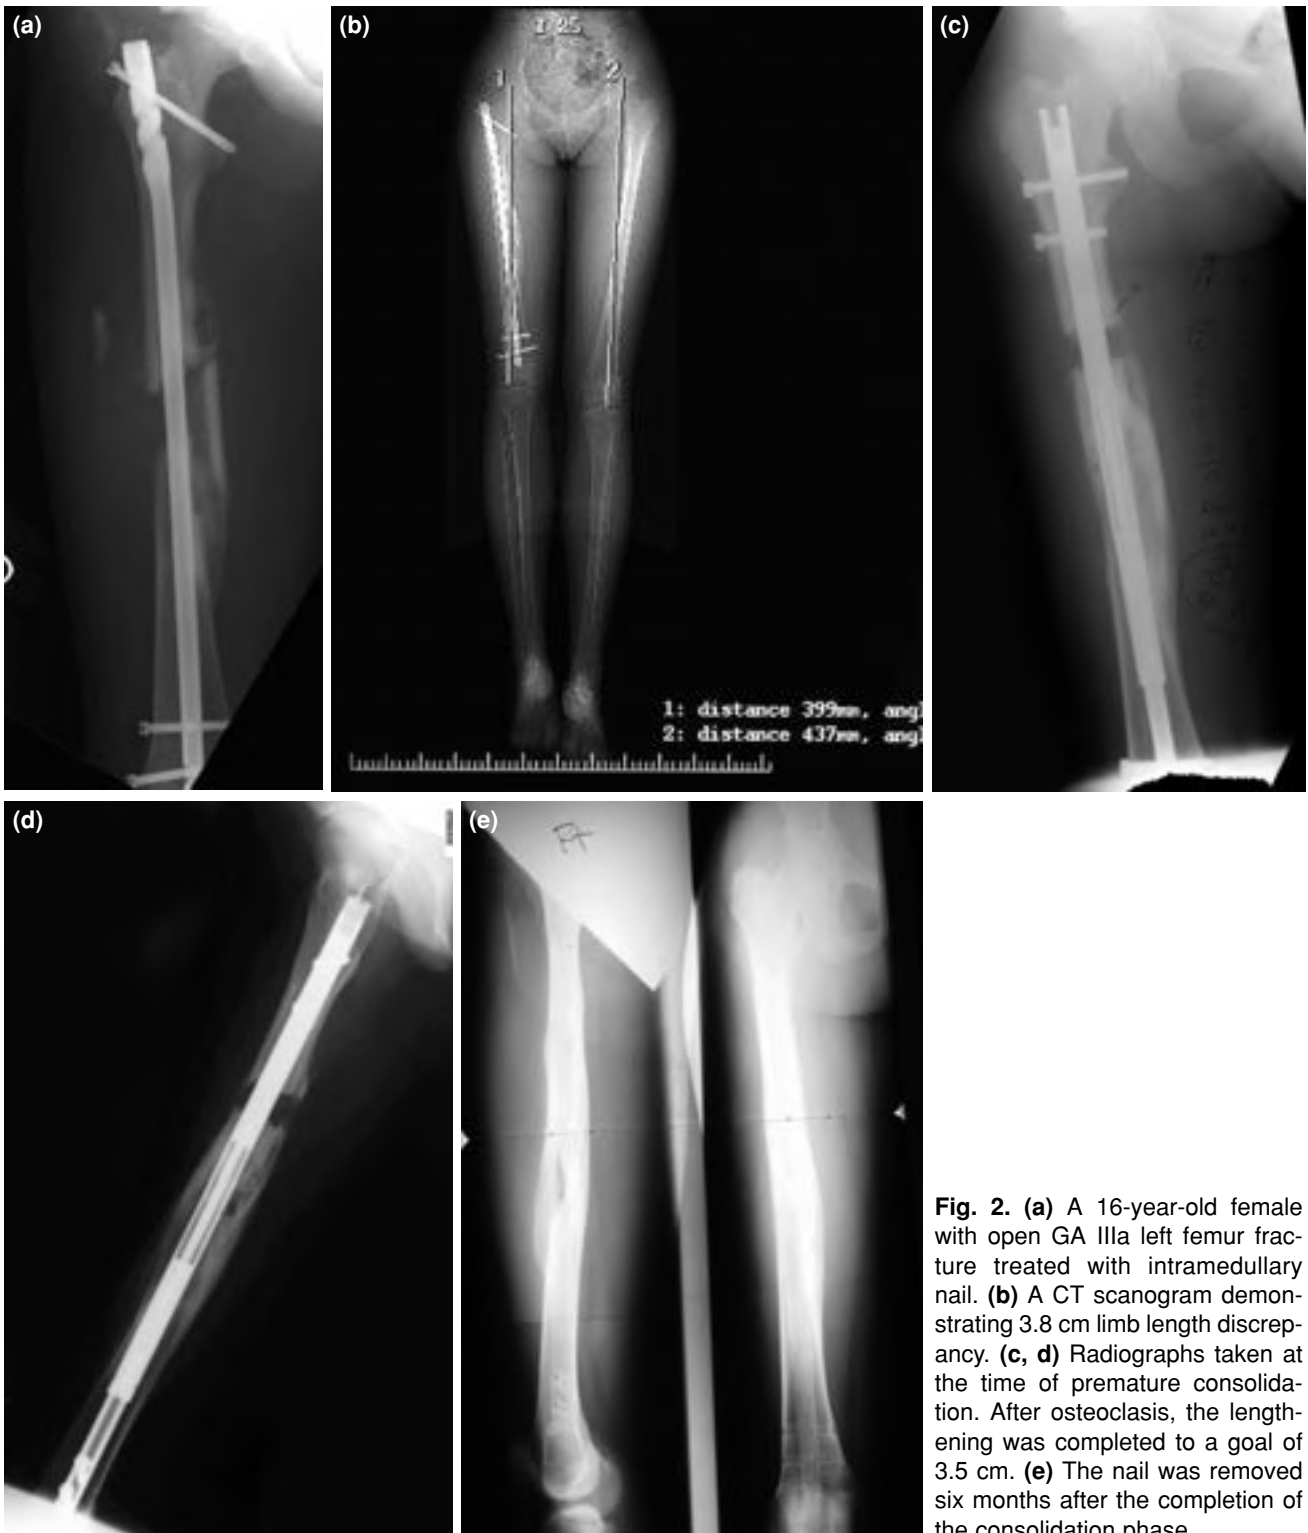 (a)
(b)
(c)
I 25
1
2
1: distance 399mm, angl
2: distance 437mm, angl
(d)
(e)
Rt
Fig. 2. (a) A 16-year-old female
with open GA IIIa left femur frac-
ture treated with intramedullary
nail. (b) A CT scanogram demon-
strating 3.8 cm limb length discrep-
ancy. (c, d) Radiographs taken at
the time of premature consolida-
tion. After osteoclasis, the length-
ening was completed to a goal of
3.5 cm. (e) The nail was removed
six months after the completion of
the consolidation phase.